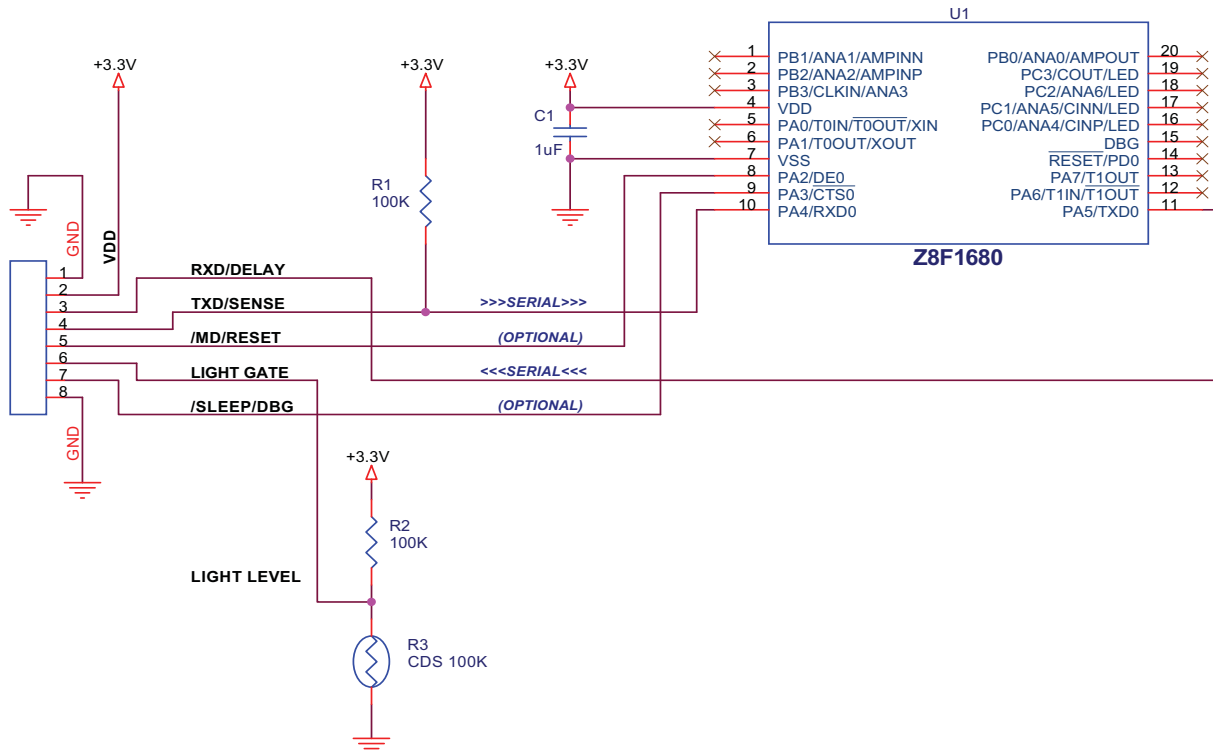 U1
+3.3V
+3.3V
+3.3V
1 PB1/ANA1/AMPINN
2 PB2/ANA2/AMPINP
3 PB3/CLKIN/ANA3
4 VDD
5 PA0/T0IN/T0OUT/XIN
6 PA1/T0OUT/XOUT
7 VSS
8 PA2/DE0
9 PA3/CTS0
10 PA4/RXD0
PB0/ANA0/AMPOUT 20
PC3/COUT/LED 19
PC2/ANA6/LED 18
PC1/ANA5/CINN/LED 17
PC0/ANA4/CINP/LED 16
DBG 15
RESET/PD0 14
PA7/T1OUT 13
PA6/T1IN/T1OUT 12
PA5/TXD0 11
Z8F1680
C1
1uF
R1
100K
GND
VDD
1
2
3
4
5
6
7
8
RXD/DELAY
TXD/SENSE >>>SERIAL>>>
/MD/RESET (OPTIONAL)
LIGHT GATE <<<SERIAL<<<
/SLEEP/DBG (OPTIONAL)
GND
+3.3V
R2
100K
LIGHT LEVEL
R3
CDS 100K